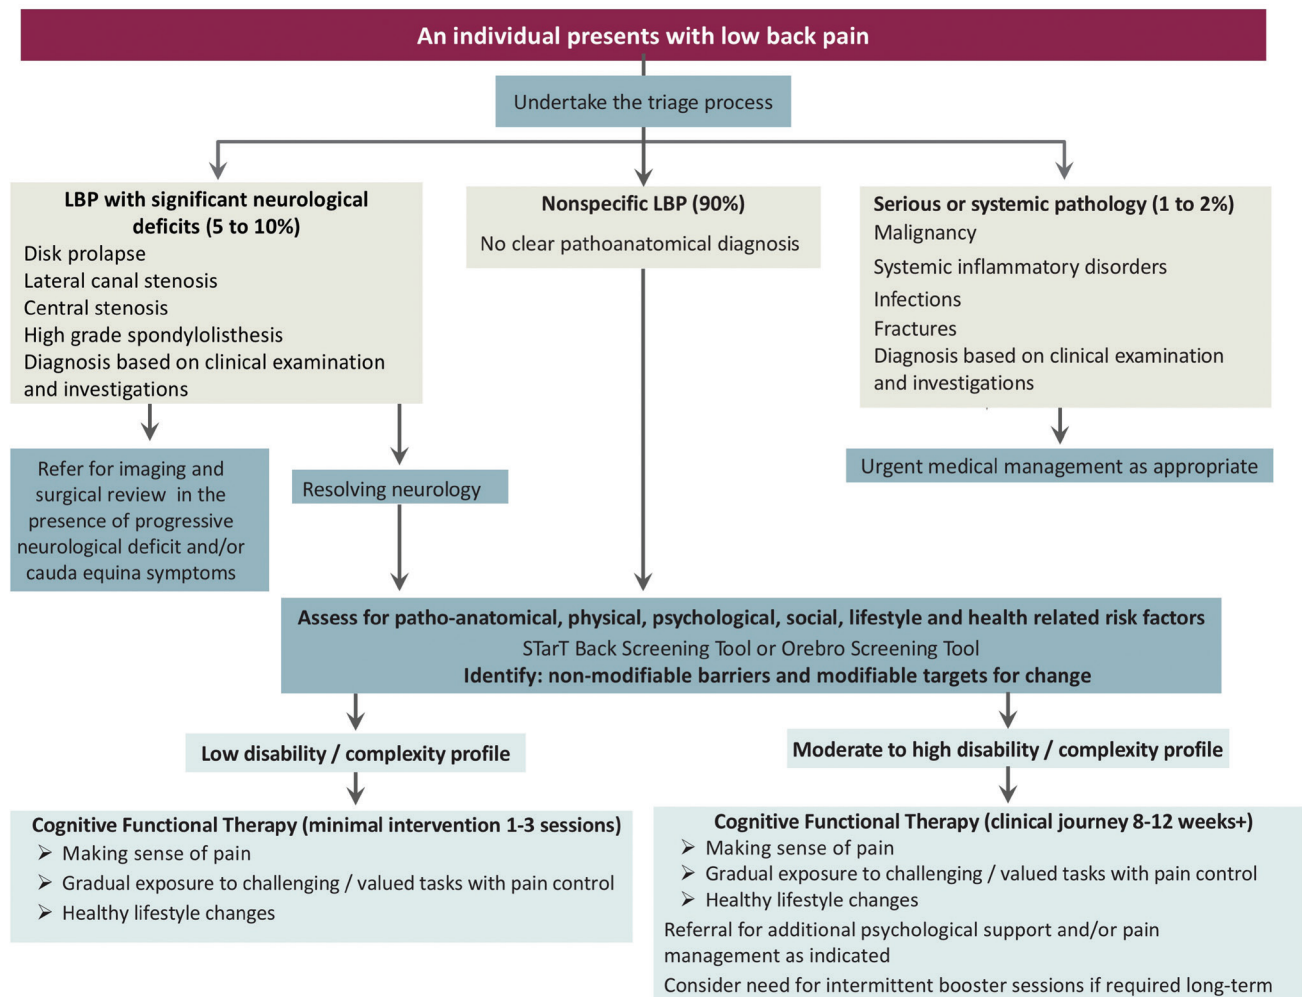 An individual presents with low back pain
Undertake the triage process
LBP with significant neurological
deficits (5 to 10%)
Disk prolapse
Lateral canal stenosis
Central stenosis
High grade spondylolisthesis
Diagnosis based on clinical examination
and investigations
Nonspecific LBP (90%)
No clear pathoanatomical diagnosis
Serious or systemic pathology (1 to 2%)
Malignancy
Systemic inflammatory disorders
Infections
Fractures
Diagnosis based on clinical examination
and investigations
Refer for imaging and
surgical review in the
presence of progressive
neurological deficit and/or
cauda equina symptoms
Resolving neurology
Urgent medical management as appropriate
Assess for patho-anatomical, physical, psychological, social, lifestyle and health related risk factors
STarT Back Screening Tool or Orebro Screening Tool
Identify: non-modifiable barriers and modifiable targets for change
Low disability / complexity profile
Moderate to high disability / complexity profile
Cognitive Functional Therapy (minimal intervention 1-3 sessions)
➢ Making sense of pain
➢ Gradual exposure to challenging / valued tasks with pain control
➢ Healthy lifestyle changes
Cognitive Functional Therapy (clinical journey 8-12 weeks+)
➢ Making sense of pain
➢ Gradual exposure to challenging / valued tasks with pain control
➢ Healthy lifestyle changes
Referral for additional psychological support and/or pain
management as indicated
Consider need for intermittent booster sessions if required long-term